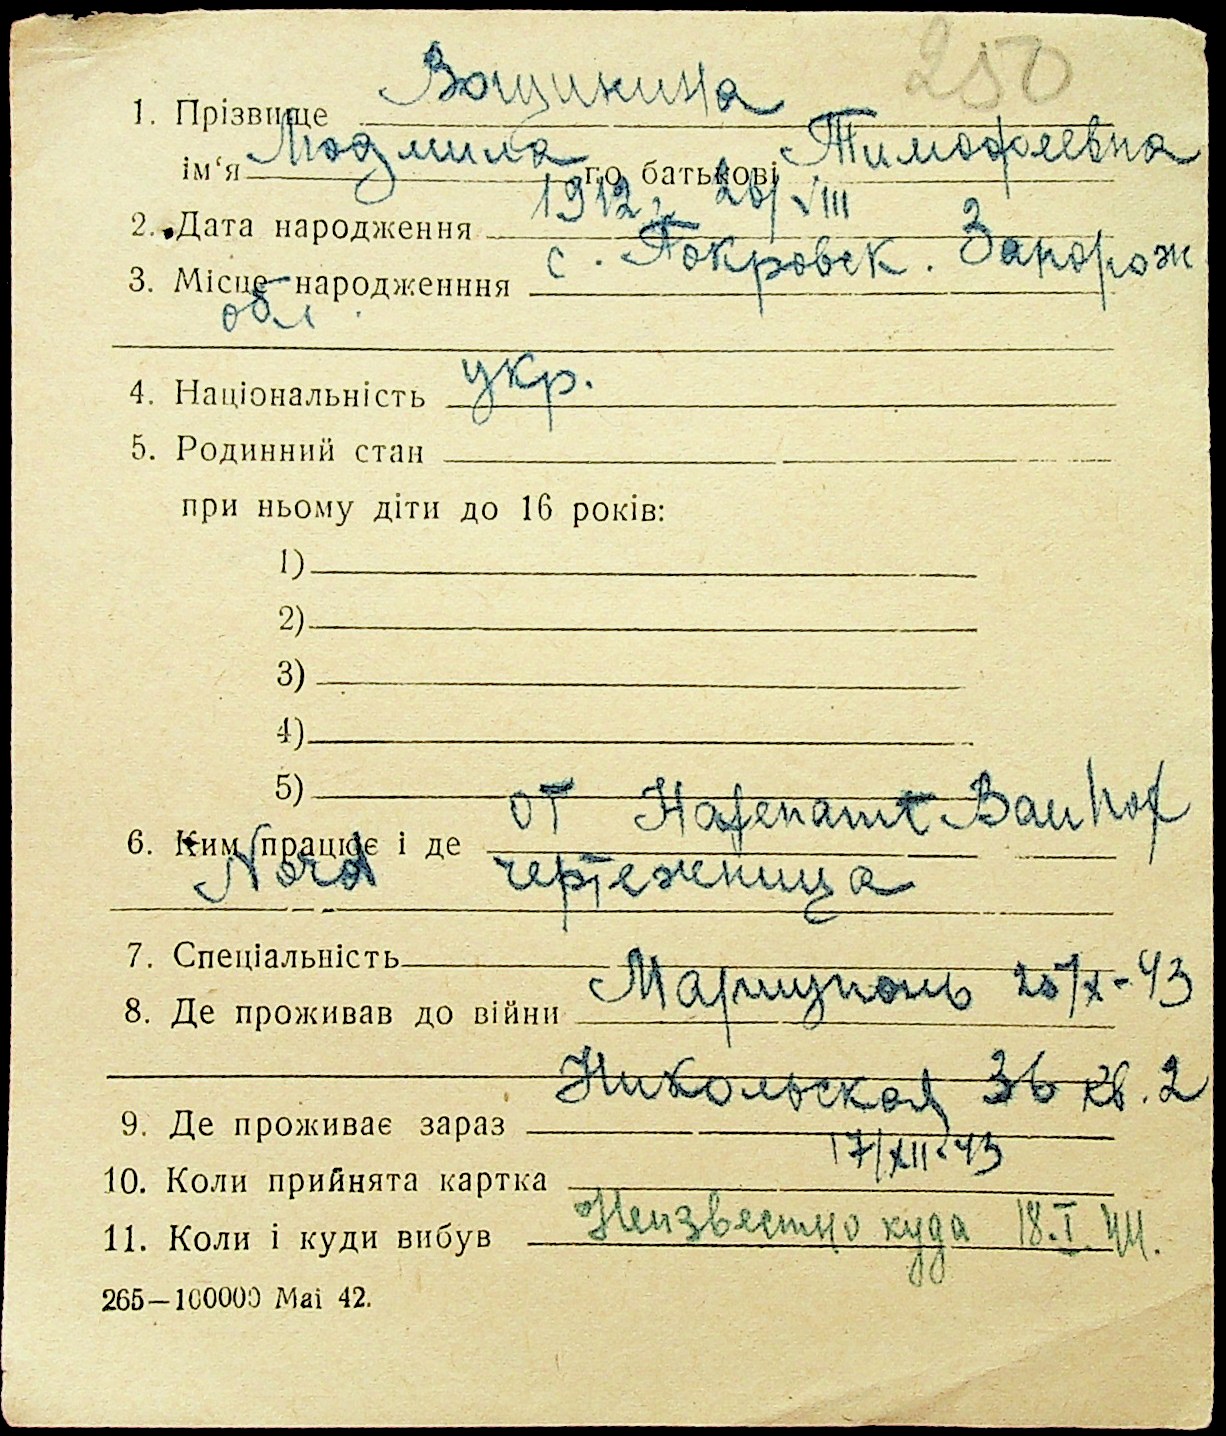 250
1. Прізвище Вощикина
ім‘я Людмила по батькові Тимофеевна
2. Дата народження 1912, 20/VIII
3. Місце народженння с. Покровск. Запорож
обл.
4. Національність укр.
5. Родинний стан
при ньому діти до 16 років:
1)
2)
3)
4)
5)
6. Ким працює і де ОТ Hafenamt Bauhof
Nord чертежница
7. Спеціальність
8. Де проживав до війни Мариуполь 25/X-43
9. Де проживає зараз Никольская 36 кв. 2
10. Коли прийнята картка 17/XII-43
11. Коли і куди вибув Неизвестно куда 18.I.44.
265—100000 Mai 42.